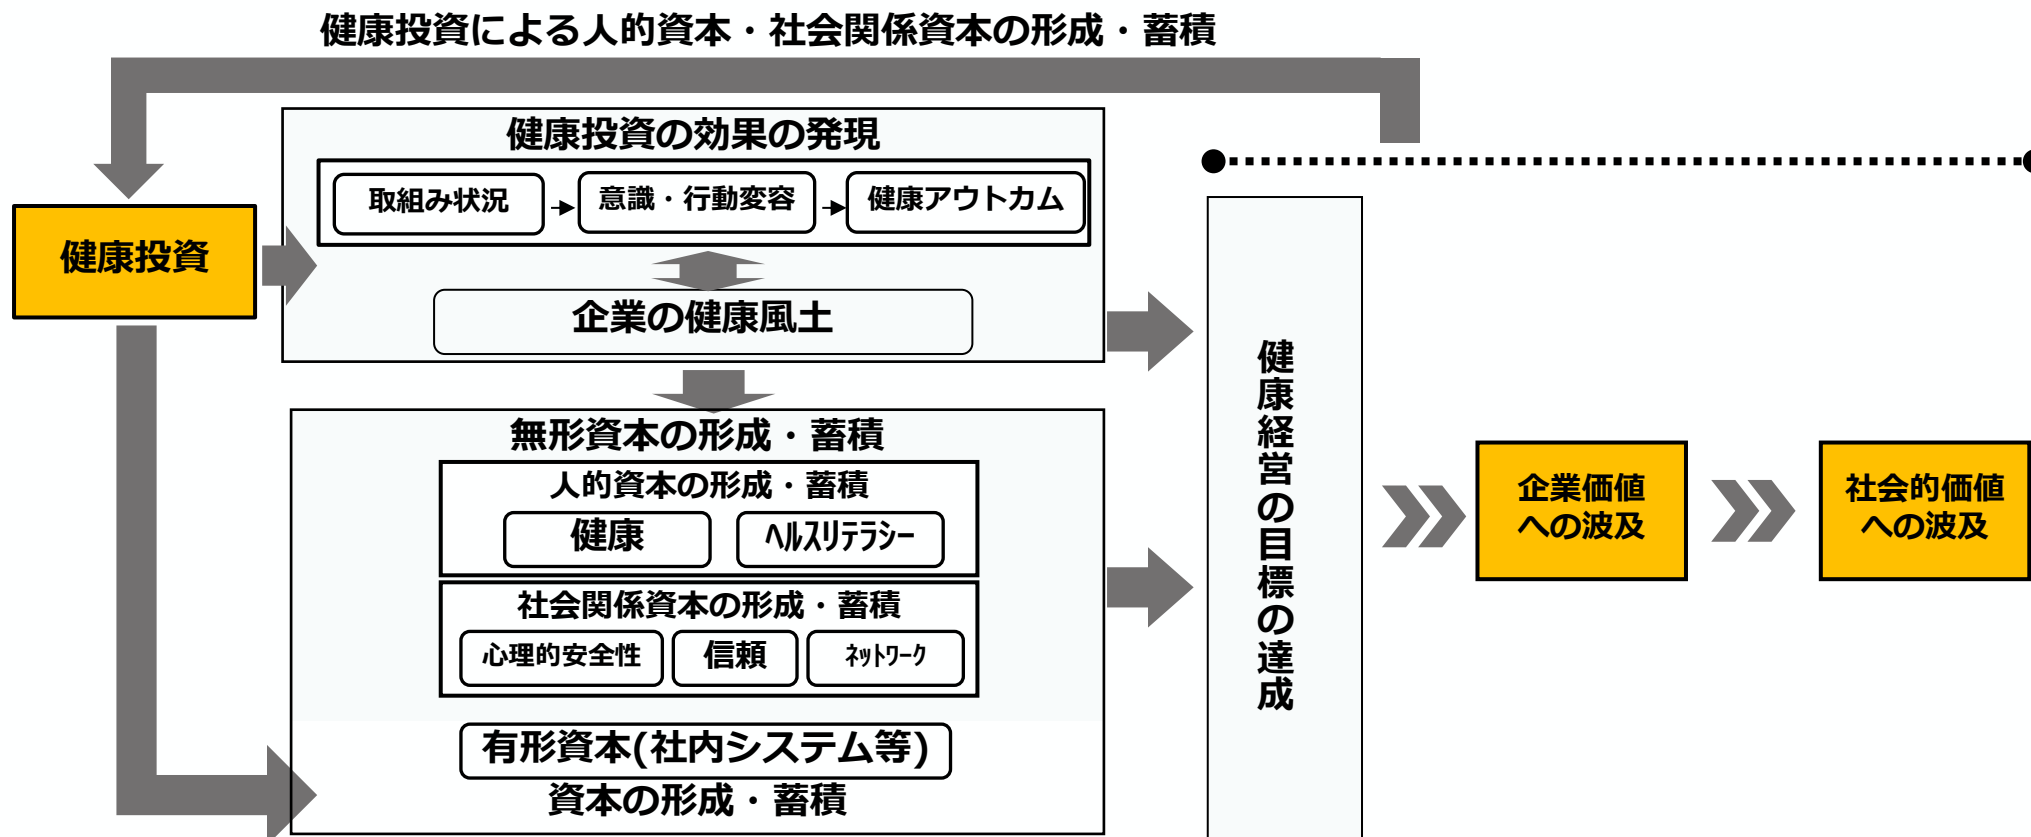 健康投資による人的資本・社会関係資本の形成・蓄積
健康投資の効果の発現
取組み状況
意識・行動変容
健康アウトカム
健康投資
企業の健康風土
無形資本の形成・蓄積
人的資本の形成・蓄積
健康
ﾍﾙｽﾘﾃﾗｼｰ
社会関係資本の形成・蓄積
心理的安全性
信頼
ﾈｯﾄﾜｰｸ
有形資本(社内システム等)
資本の形成・蓄積
健康経営の目標の達成
企業価値
への波及
社会的価値
への波及